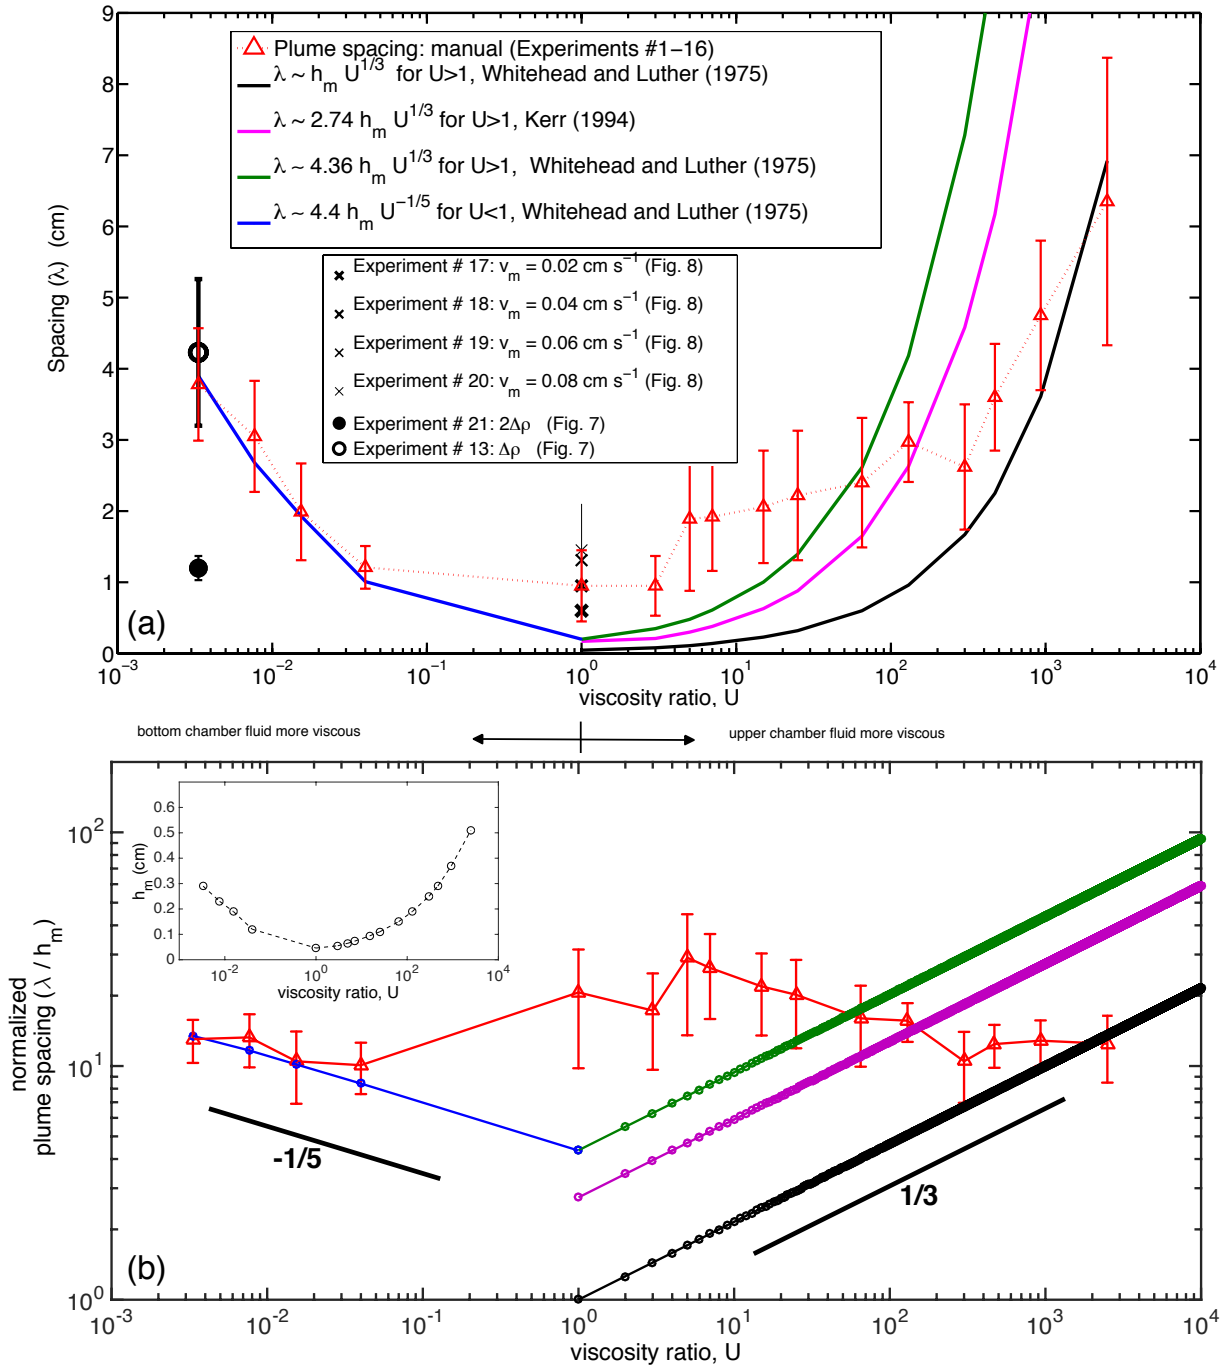 9
8
7
6
5
4
3
2
1
0
Spacing (λ) (cm)
Plume spacing: manual (Experiments #1−16)
λ ~ h_m U^1/3 for U>1, Whitehead and Luther (1975)
λ ~ 2.74 h_m U^1/3 for U>1, Kerr (1994)
λ ~ 4.36 h_m U^1/3 for U>1, Whitehead and Luther (1975)
λ ~ 4.4 h_m U^−1/5 for U<1, Whitehead and Luther (1975)
Experiment # 17: v_m = 0.02 cm s^−1 (Fig. 8)
Experiment # 18: v_m = 0.04 cm s^−1 (Fig. 8)
Experiment # 19: v_m = 0.06 cm s^−1 (Fig. 8)
Experiment # 20: v_m = 0.08 cm s^−1 (Fig. 8)
Experiment # 21: 2Δρ (Fig. 7)
Experiment # 13: Δρ (Fig. 7)
(a)
10^−3 10^−2 10^−1 10^0 10^1 10^2 10^3 10^4
viscosity ratio, U
bottom chamber fluid more viscous
upper chamber fluid more viscous
10^2
10^1
10^0
normalized
plume spacing (λ / h_m)
0.6
0.5
0.4
0.3
0.2
0.1
0
h_m (cm)
10^-2 10^0 10^2 10^4
viscosity ratio, U
-1/5
1/3
(b)
10^-3 10^-2 10^-1 10^0 10^1 10^2 10^3 10^4
viscosity ratio, U